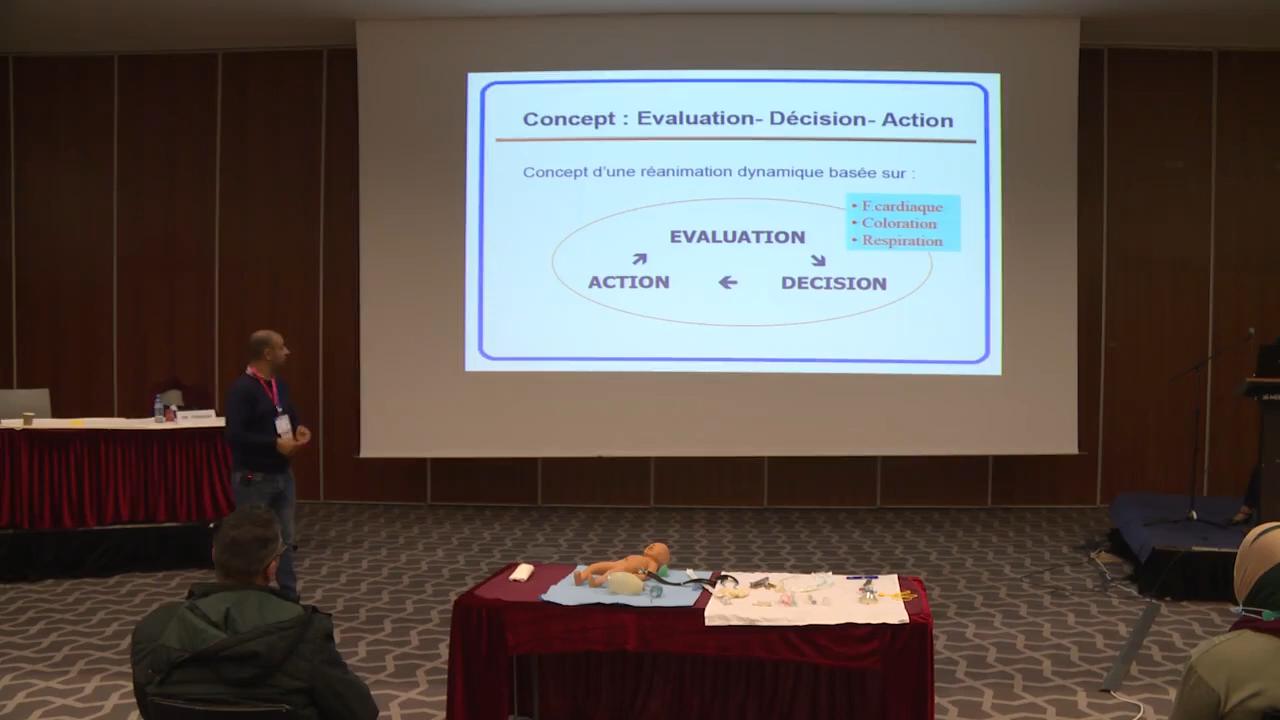 Concept : Evaluation- Décision- Action
Concept d'une réanimation dynamique basée sur :
• F.cardiaque
• Coloration
• Respiration
EVALUATION
ACTION
DECISION